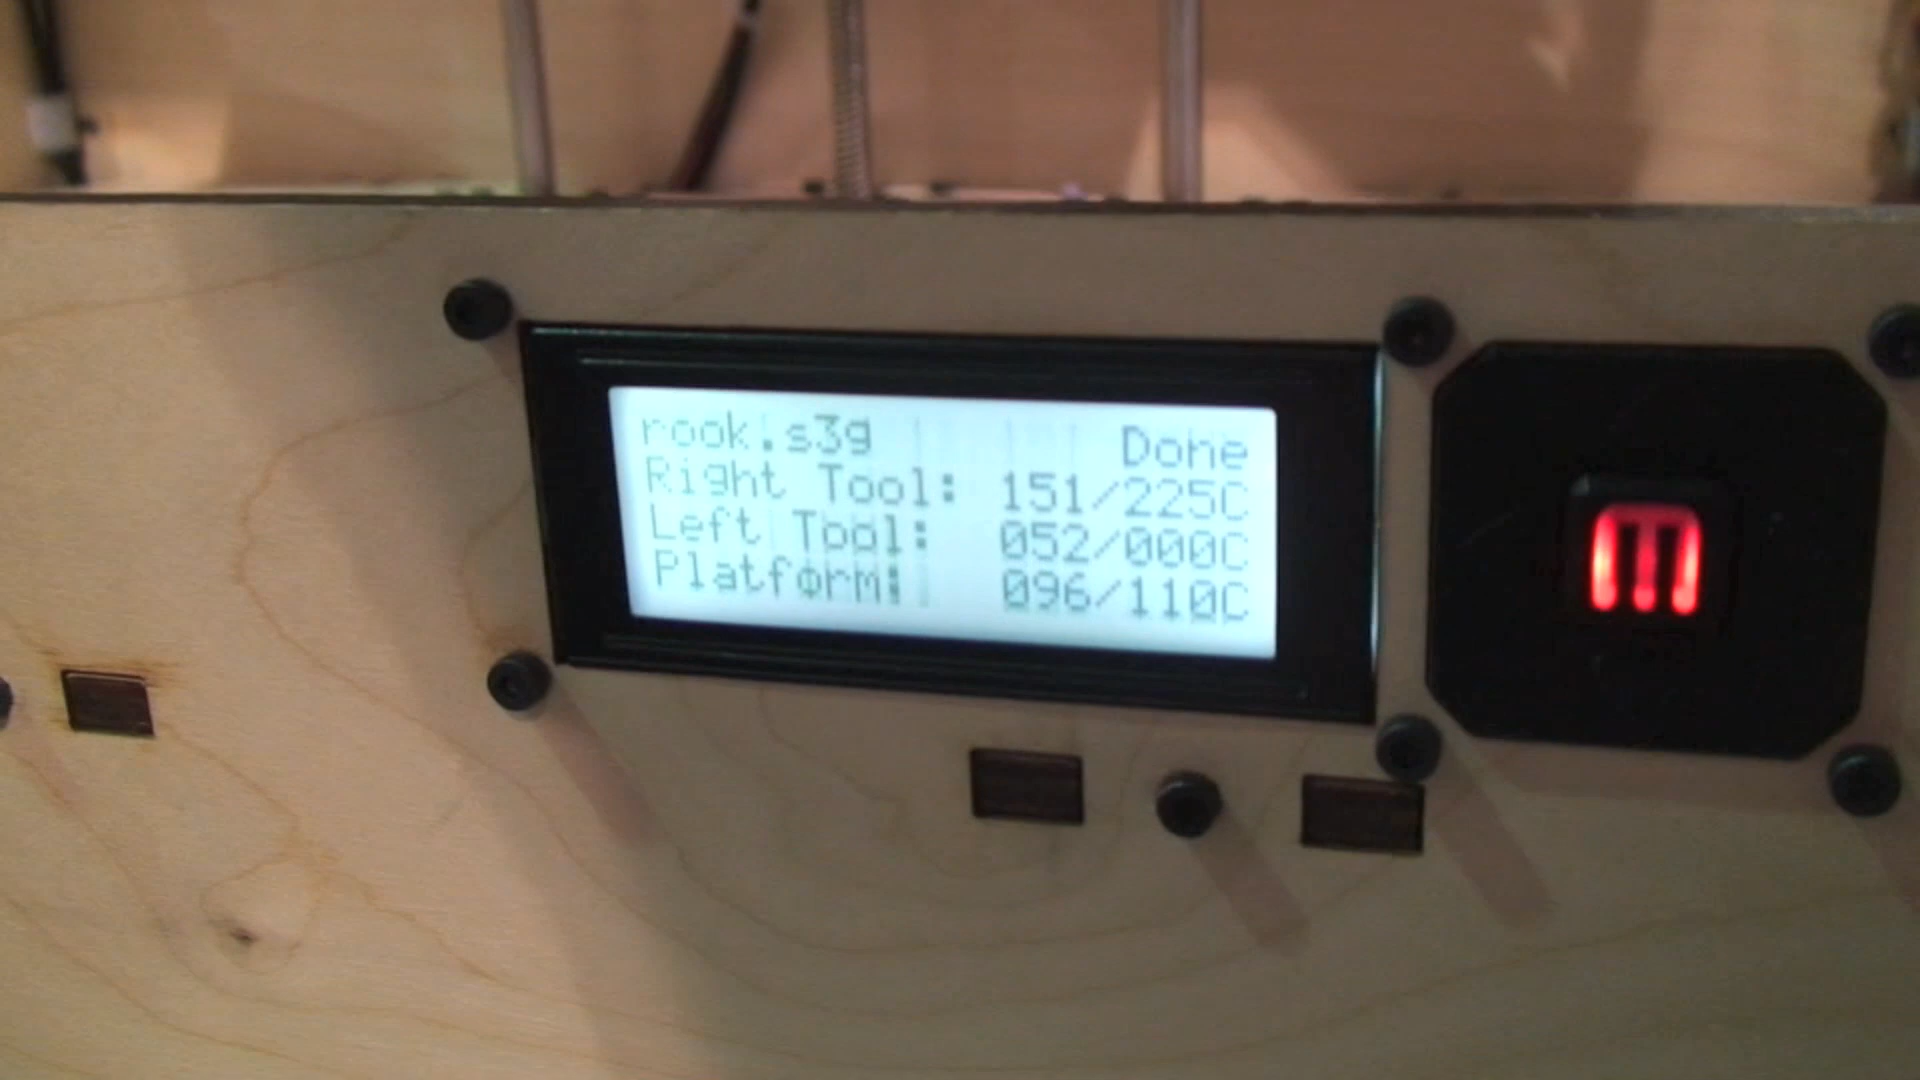 rook.s3g Done
Right Tool: 151/225C
Left Tool: 052/000C
Platform: 096/110C